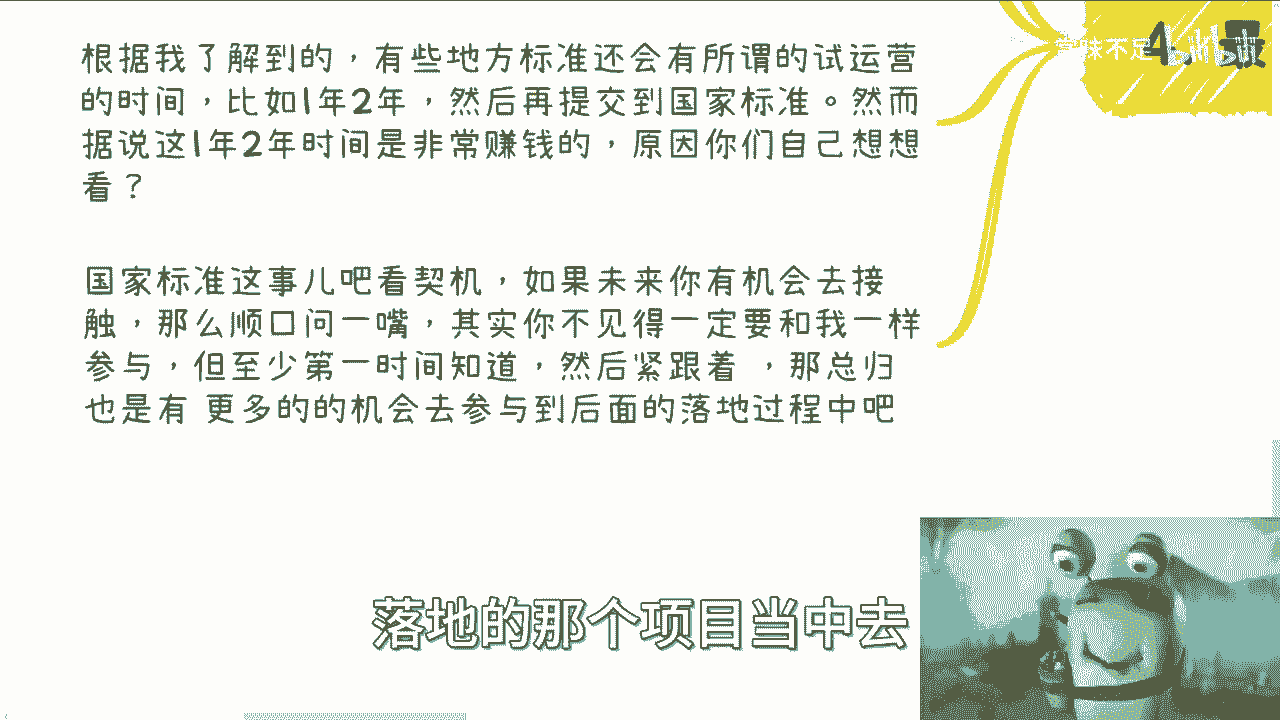 根据我了解到的，有些地方标准还会有所谓的试运营
的时间，比如1年2年，然后再提交到国家标准。然而
据说这1年2年时间是非常赚钱的，原因你们自己想想
看？
国家标准这事儿吧看契机，如果未来你有机会去接
触，那么顺口问一嘴，其实你不见得一定要和我一样
参与，但至少第一时间知道，然后紧跟着 ，那总归
也是有 更多的的机会去参与到后面的落地过程中吧
落地的那个项目当中去